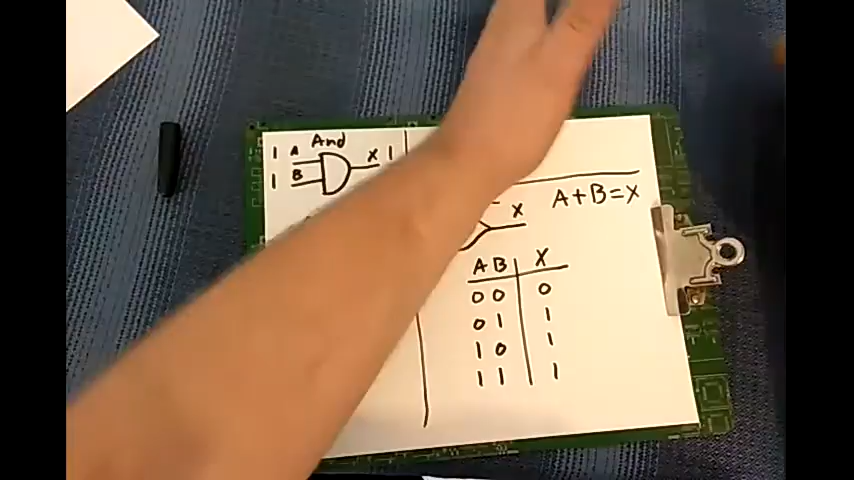 And
1 A X 1
1 B
X A+B=X
A B X
0 0 0
0 1 1
1 0 1
1 1 1